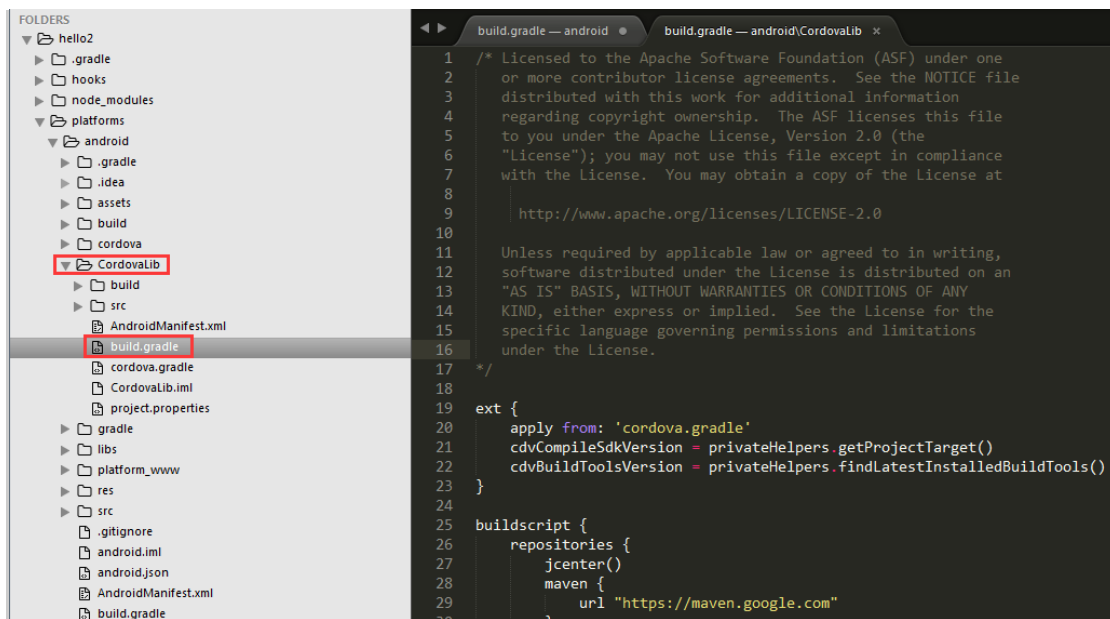 FOLDERS
hello2
.gradle
hooks
node_modules
platforms
android
.gradle
.idea
assets
build
cordova
CordovaLib
build
src
AndroidManifest.xml
build.gradle
cordova.gradle
CordovaLib.iml
project.properties
gradle
libs
platform_www
res
src
.gitignore
android.iml
android.json
AndroidManifest.xml
build.gradle
build.gradle — android
build.gradle — android\CordovaLib ×
1 /* Licensed to the Apache Software Foundation (ASF) under one
2 or more contributor license agreements.  See the NOTICE file
3 distributed with this work for additional information
4 regarding copyright ownership.  The ASF licenses this file
5 to you under the Apache License, Version 2.0 (the
6 "License"); you may not use this file except in compliance
7 with the License.  You may obtain a copy of the License at
8
9 http://www.apache.org/licenses/LICENSE-2.0
10
11 Unless required by applicable law or agreed to in writing,
12 software distributed under the License is distributed on an
13 "AS IS" BASIS, WITHOUT WARRANTIES OR CONDITIONS OF ANY
14 KIND, either express or implied.  See the License for the
15 specific language governing permissions and limitations
16 under the License.
17 */
18
19 ext {
20 apply from: 'cordova.gradle'
21 cdvCompileSdkVersion = privateHelpers.getProjectTarget()
22 cdvBuildToolsVersion = privateHelpers.findLatestInstalledBuildTools()
23 }
24
25 buildscript {
26 repositories {
27 jcenter()
28 maven {
29 url "https://maven.google.com"